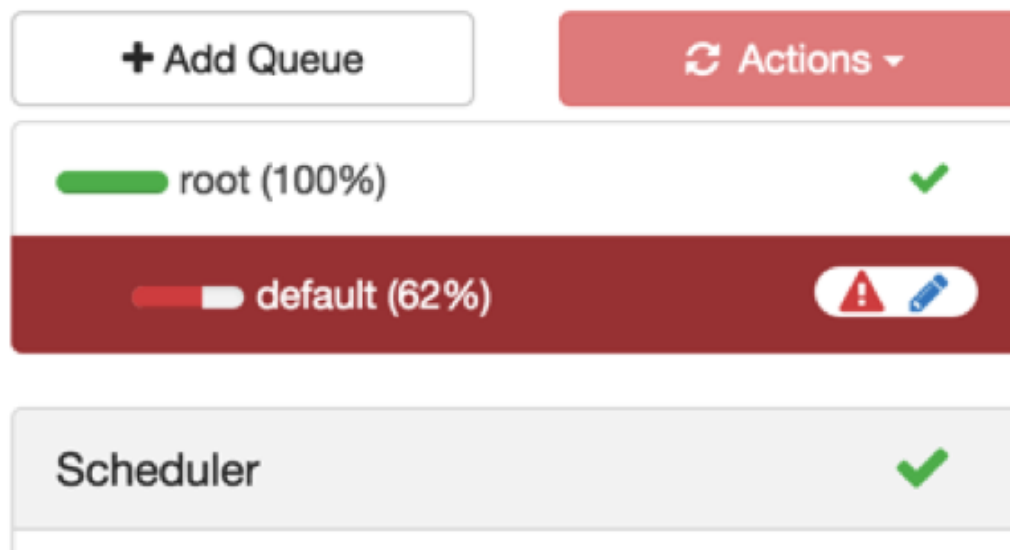 + Add Queue
Actions
root (100%)
default (62%)
Scheduler